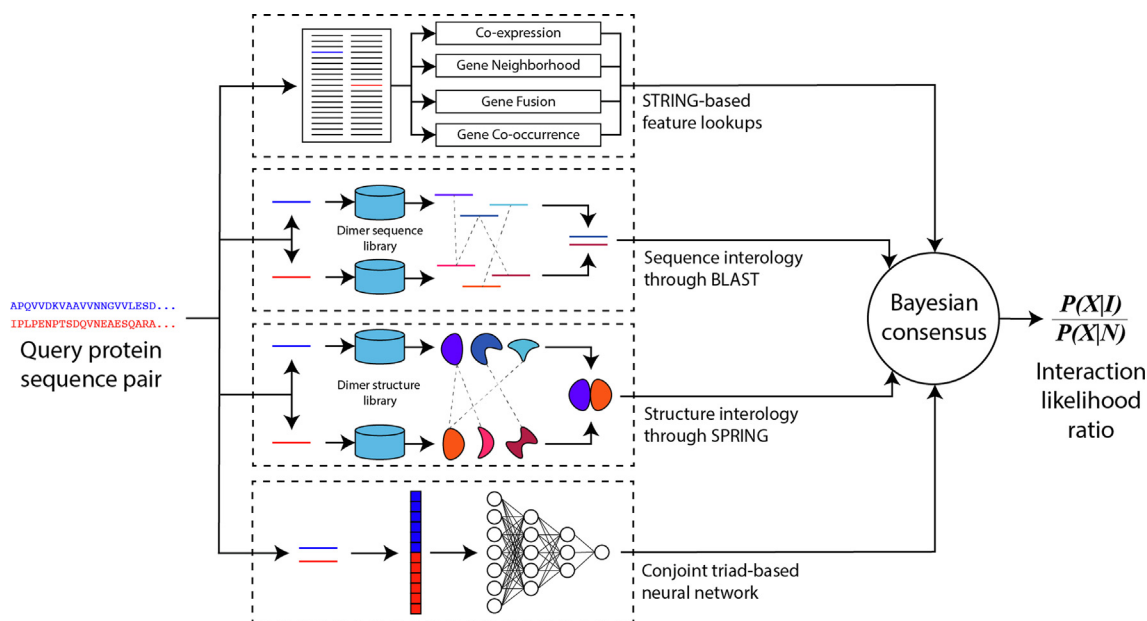 Co-expression
Gene Neighborhood
Gene Fusion
Gene Co-occurrence
STRING-based
feature lookups
Dimer sequence
library
Sequence interology
through BLAST
APQVVDKVAAVVNNGVVLESD...
IPLPENPTSDQVNEAESQARA...
Query protein
sequence pair
Bayesian
consensus
P(X|I)
P(X|N)
Interaction
likelihood
ratio
Dimer structure
library
Structure interology
through SPRING
Conjoint triad-based
neural network